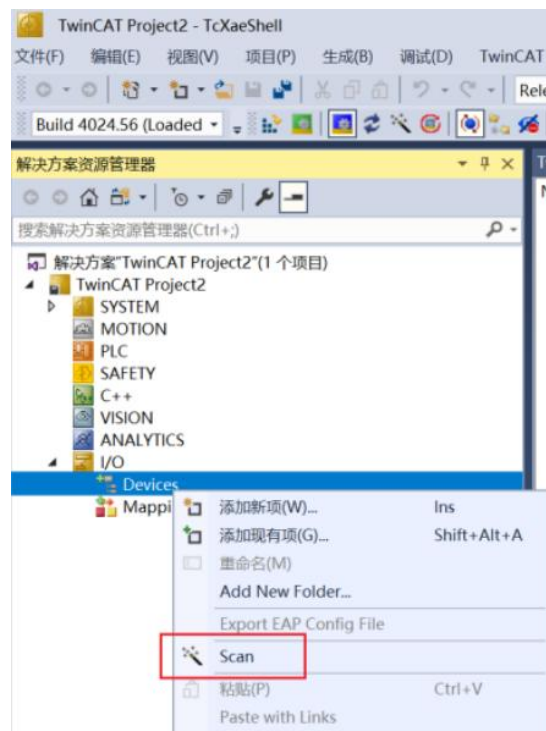 TwinCAT Project2 - TcXaeShell
文件(F) 编辑(E) 视图(V) 项目(P) 生成(B) 调试(D) TwinCAT
Rele
Build 4024.56 (Loaded
解决方案资源管理器
搜索解决方案资源管理器(Ctrl+;)
解决方案"TwinCAT Project2"(1 个项目)
TwinCAT Project2
SYSTEM
MOTION
PLC
SAFETY
C++
VISION
ANALYTICS
I/O
Devices
Mappi
添加新项(W)... Ins
添加现有项(G)... Shift+Alt+A
重命名(M)
Add New Folder...
Export EAP Config File
Scan
粘贴(P) Ctrl+V
Paste with Links